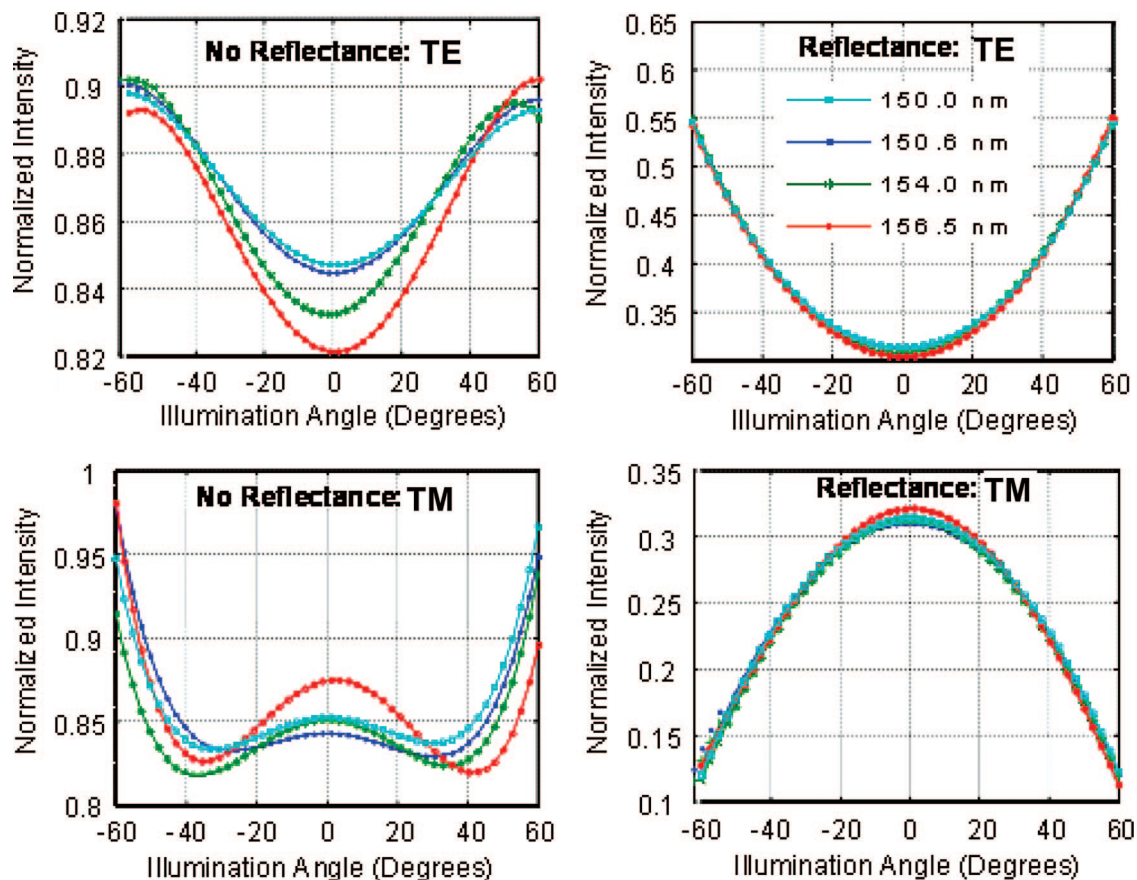 No Reflectance: TE
Normalized Intensity
0.92
0.9
0.88
0.86
0.84
0.82
-60 -40 -20 0 20 40 60
Illumination Angle (Degrees)
Reflectance: TE
150.0 nm
150.6 nm
154.0 nm
156.5 nm
Normalized Intensity
0.65
0.6
0.55
0.5
0.45
0.4
0.35
-60 -40 -20 0 20 40 60
Illumination Angle (Degrees)
No Reflectance: TM
Normalized Intensity
1
0.95
0.9
0.85
0.8
-60 -40 -20 0 20 40 60
Illumination Angle (Degrees)
Reflectance: TM
Normalized Intensity
0.35
0.3
0.25
0.2
0.15
0.1
-60 -40 -20 0 20 40 60
Illumination Angle (Degrees)